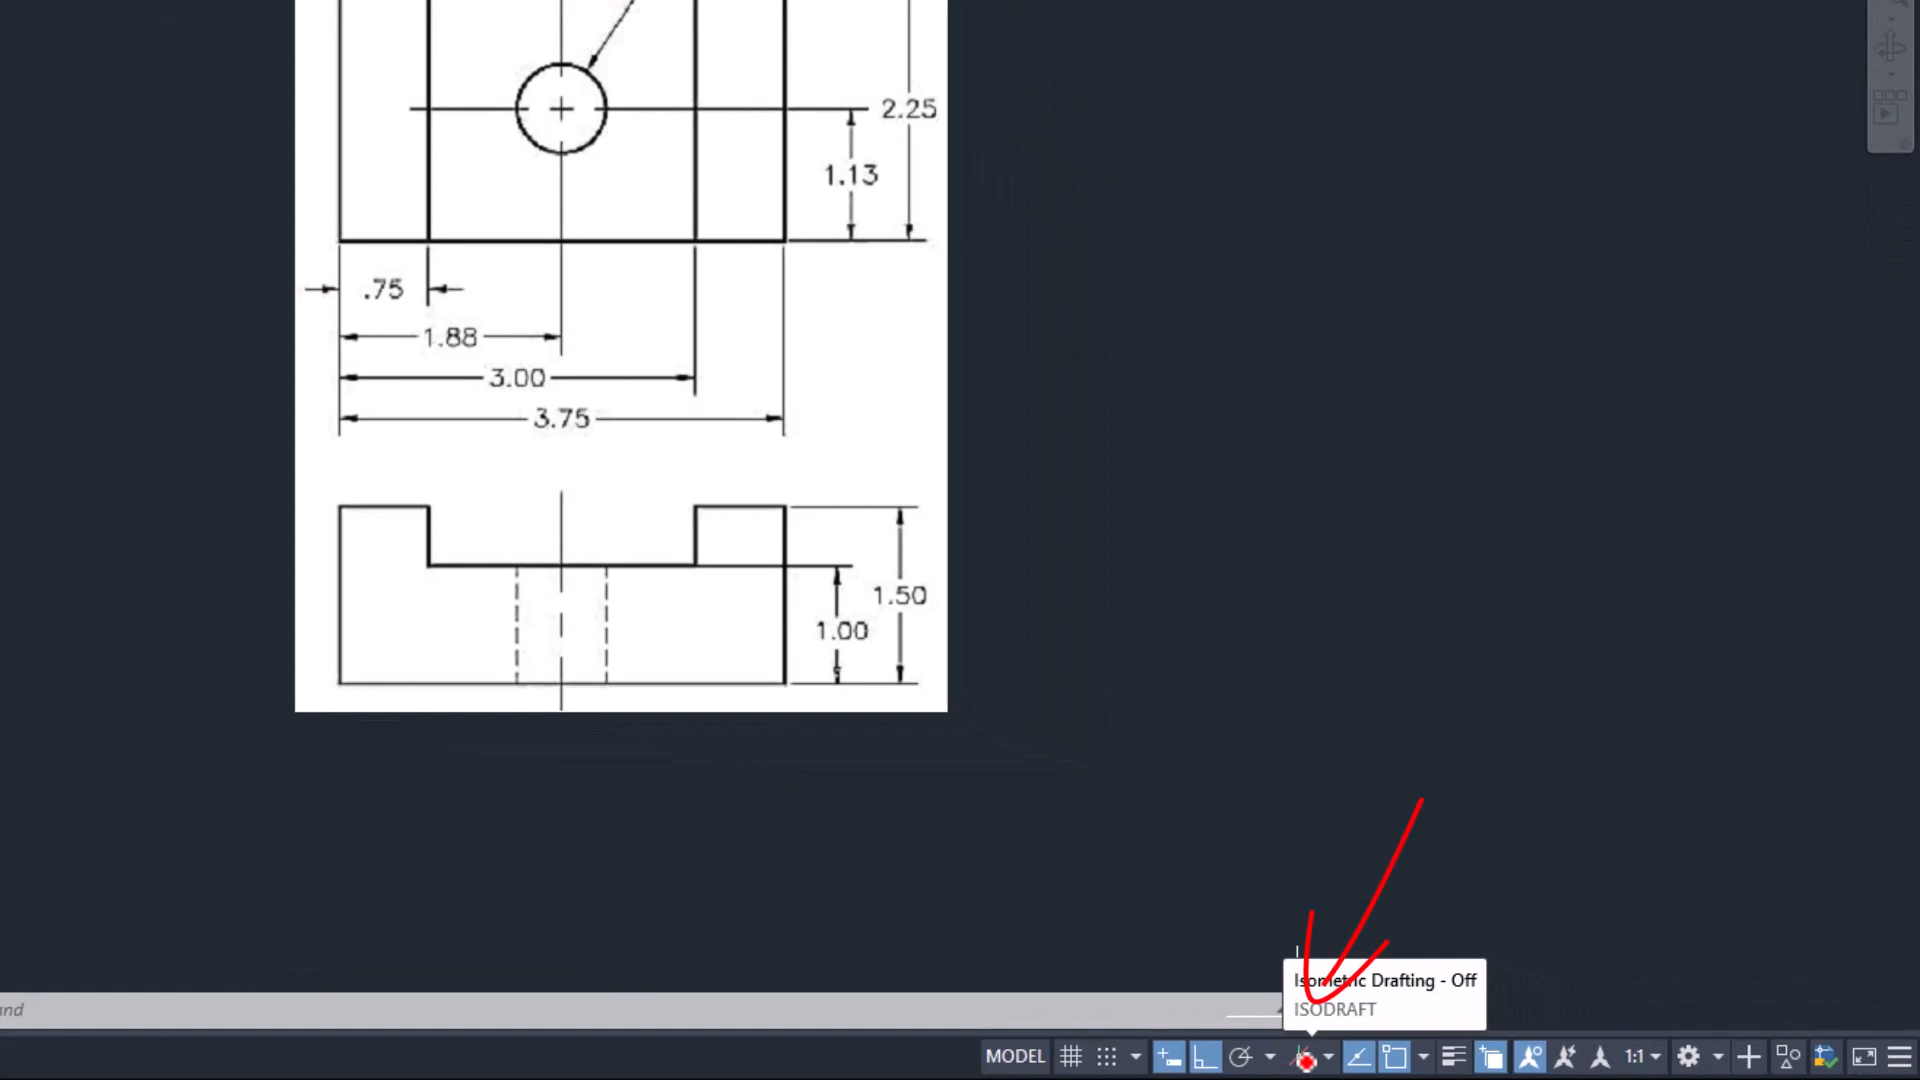 2.25
1.13
.75
1.88
3.00
3.75
1.50
1.00
Isometric Drafting - Off
ISODRAFT
and
MODEL
1:1